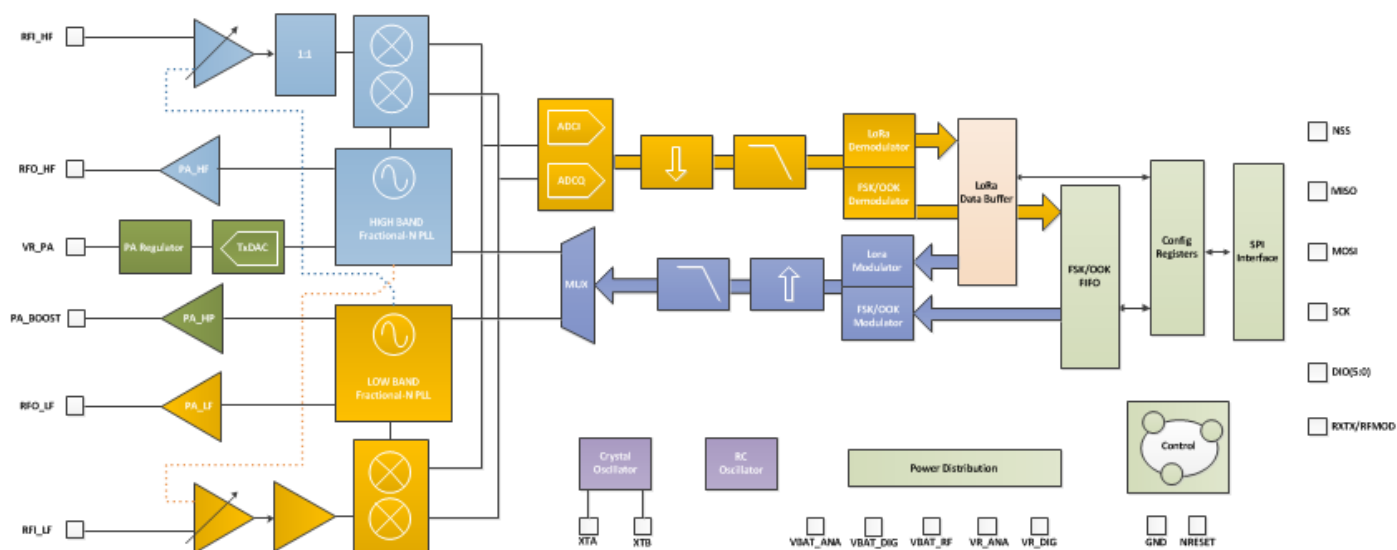 RFI_HF
1:1
RFO_HF
PA_HF
HIGH BAND
Fractional-N PLL
VR_PA
PA Regulator
TxDAC
PA_BOOST
PA_HP
LOW BAND
Fractional-N PLL
RFO_LF
PA_LF
RFI_LF
ADCI
ADCQ
MUX
LoRa
Demodulator
FSK/OOK
Demodulator
Lora
Modulator
FSK/OOK
Modulator
LoRa
Data Buffer
FSK/OOK
FIFO
Config
Registers
SPI
Interface
NSS
MISO
MOSI
SCK
DIO(5:0)
RXTX/RFMOD
Crystal
Oscillator
RC
Oscillator
Power Distribution
Control
XTA
XTB
VBAT_ANA
VBAT_DIG
VBAT_RF
VR_ANA
VR_DIG
GND
NRESET